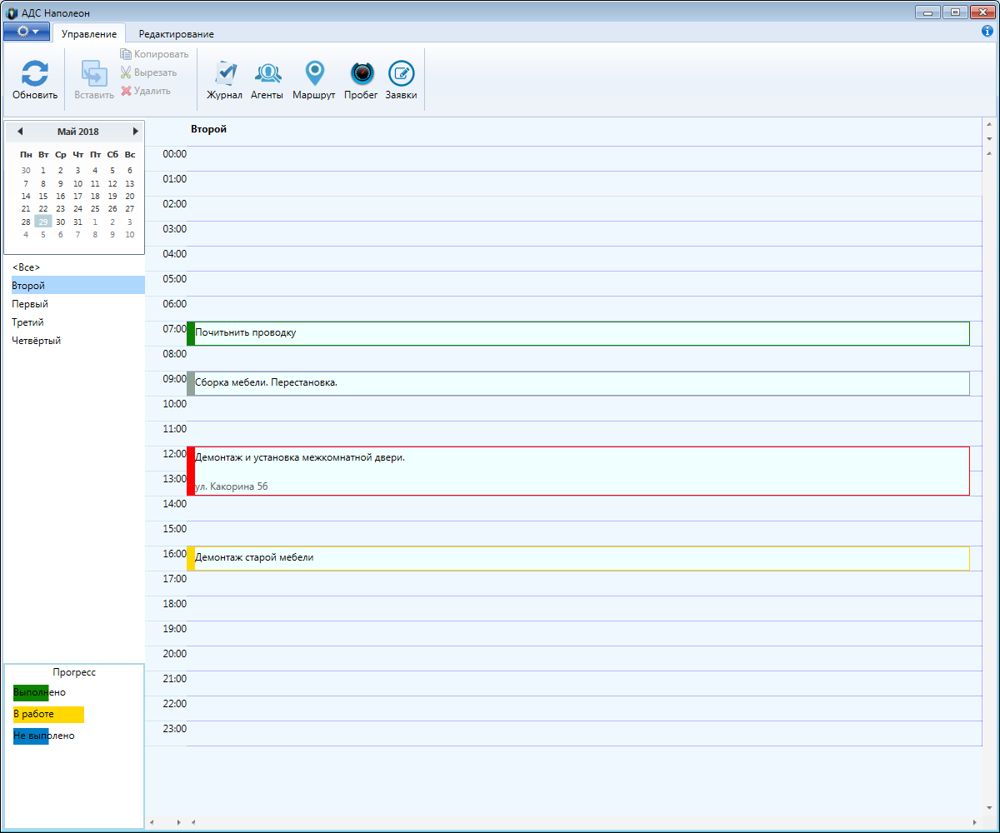 АДС Наполеон
Управление Редактирование
Обновить
Вставить
Копировать
Вырезать
Удалить
Журнал Агенты Маршрут Пробег Заявки
Май 2018
Пн Вт Ср Чт Пт Сб Вс
30 1 2 3 4 5 6
7 8 9 10 11 12 13
14 15 16 17 18 19 20
21 22 23 24 25 26 27
28 29 30 31 1 2 3
4 5 6 7 8 9 10
<Все>
Второй
Первый
Третий
Четвёртый
Прогресс
Выполнено
В работе
Не выполено
Второй
00:00
01:00
02:00
03:00
04:00
05:00
06:00
07:00 Почитьнить проводку
08:00
09:00 Сборка мебели. Перестановка.
10:00
11:00
12:00 Демонтаж и установка межкомнатной двери.
13:00 ул. Какорина 56
14:00
15:00
16:00 Демонтаж старой мебели
17:00
18:00
19:00
20:00
21:00
22:00
23:00